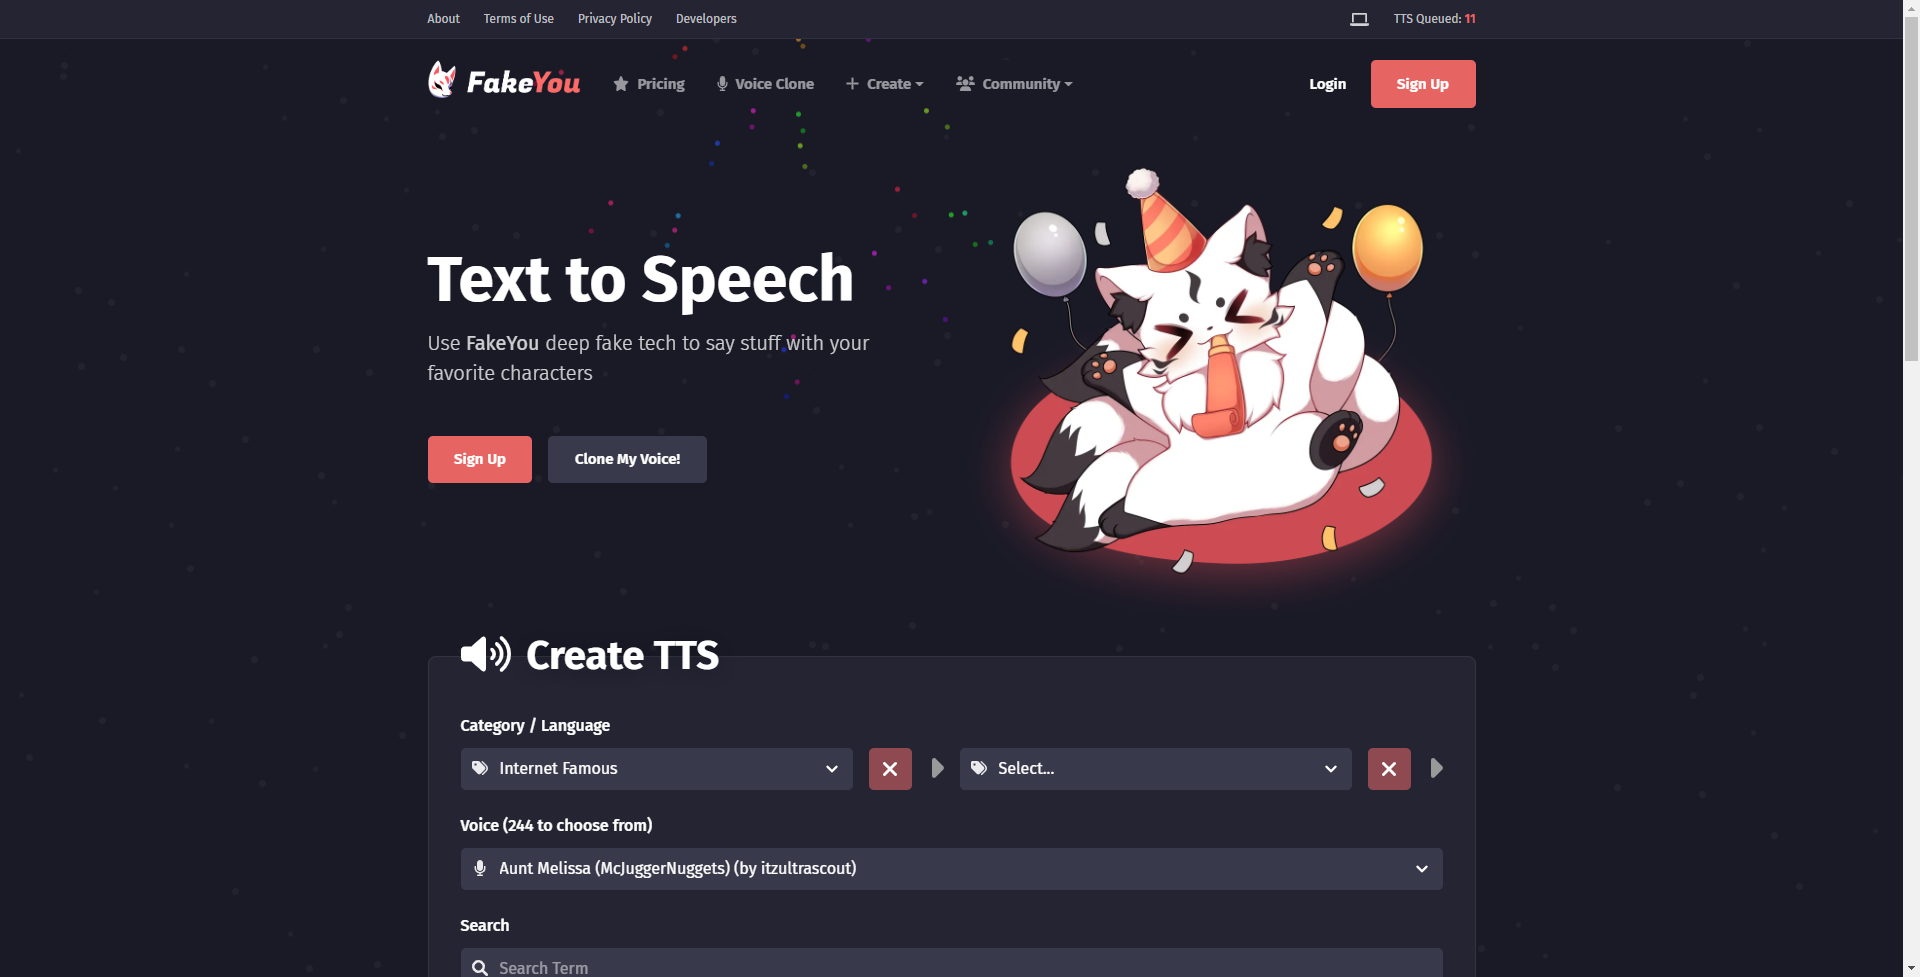 About Terms of Use Privacy Policy Developers TTS Queued: 11
FakeYou Pricing Voice Clone Create Community Login Sign Up
Text to Speech
Use FakeYou deep fake tech to say stuff with your
favorite characters
Sign Up Clone My Voice!
Create TTS
Category / Language
Internet Famous Select...
Voice (244 to choose from)
Aunt Melissa (McJuggerNuggets) (by itzultrascout)
Search
Search Term